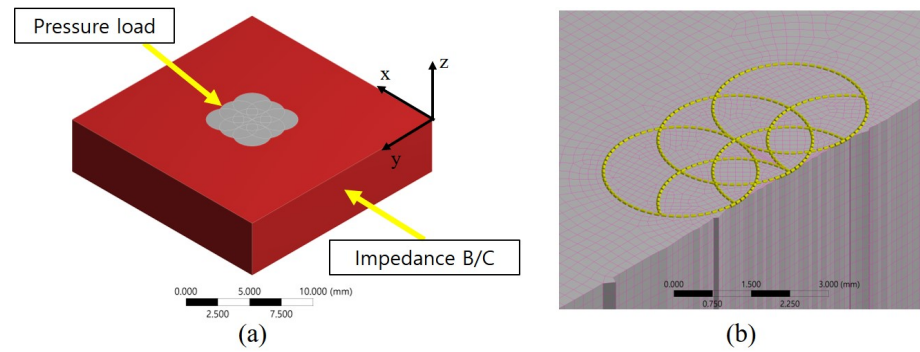 Pressure load
z
x
y
Impedance B/C
0.000 5.000 10.000 (mm)
2.500 7.500
(a)
0.000 1.500 3.000 (mm)
0.750 2.250
(b)